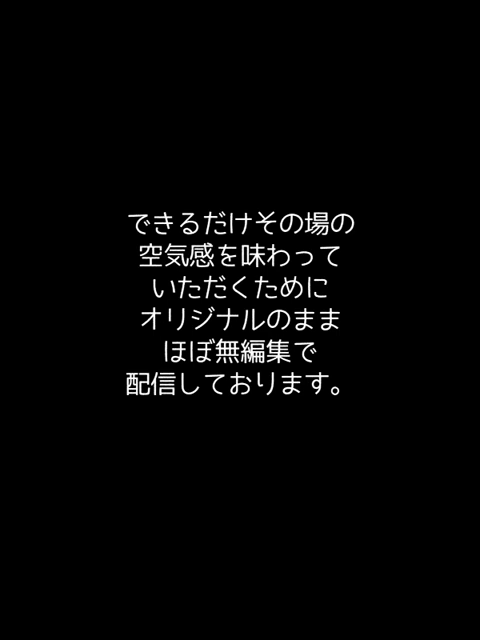 できるだけその場の
空気感を味わって
いただくために
オリジナルのまま
ほぼ無編集で
配信しております。